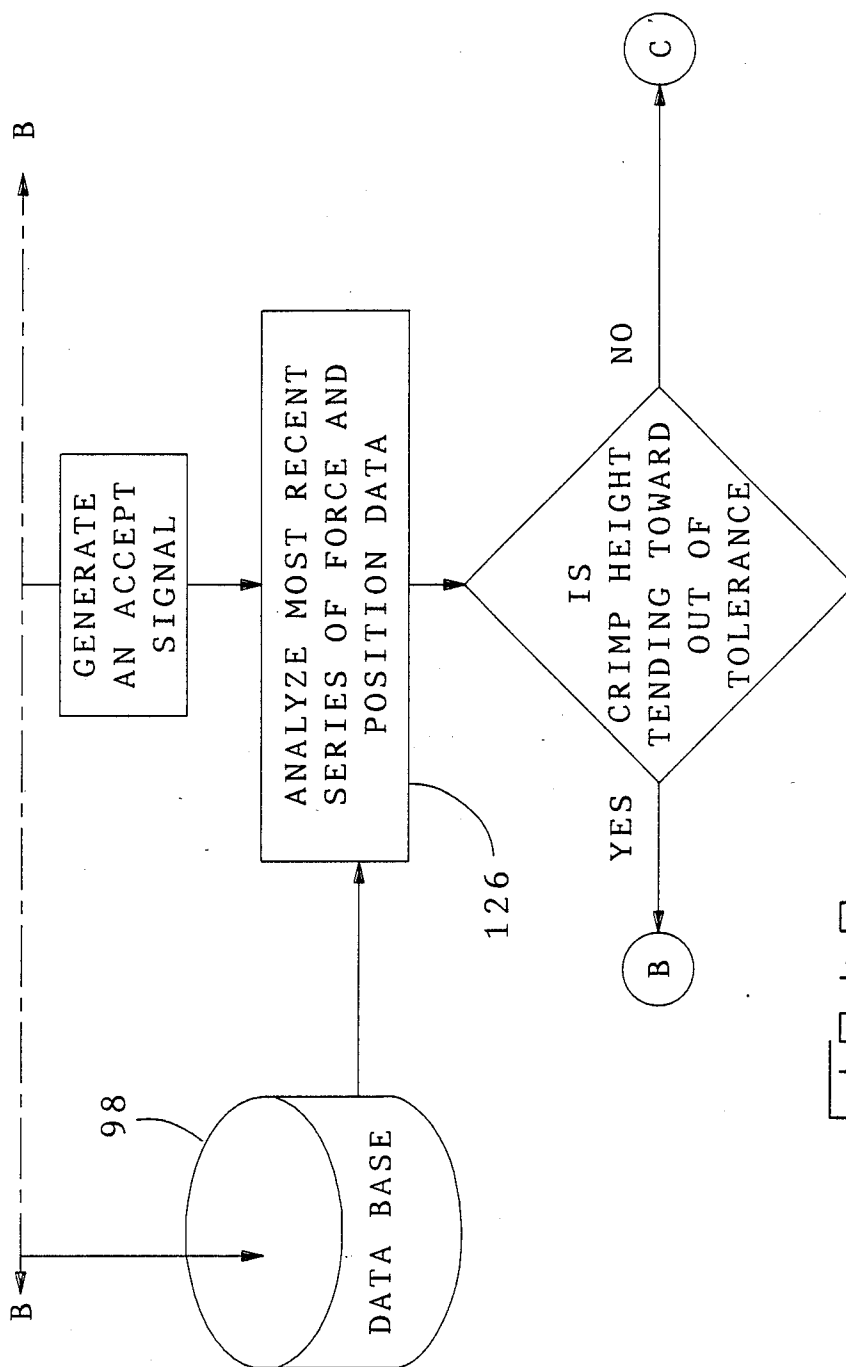 B
B
GENERATE
AN ACCEPT
SIGNAL
98
DATA BASE
ANALYZE MOST RECENT
SERIES OF FORCE AND
POSITION DATA
126
IS
CRIMP HEIGHT
TENDING TOWARD
OUT OF
TOLERANCE
YES
NO
B
C